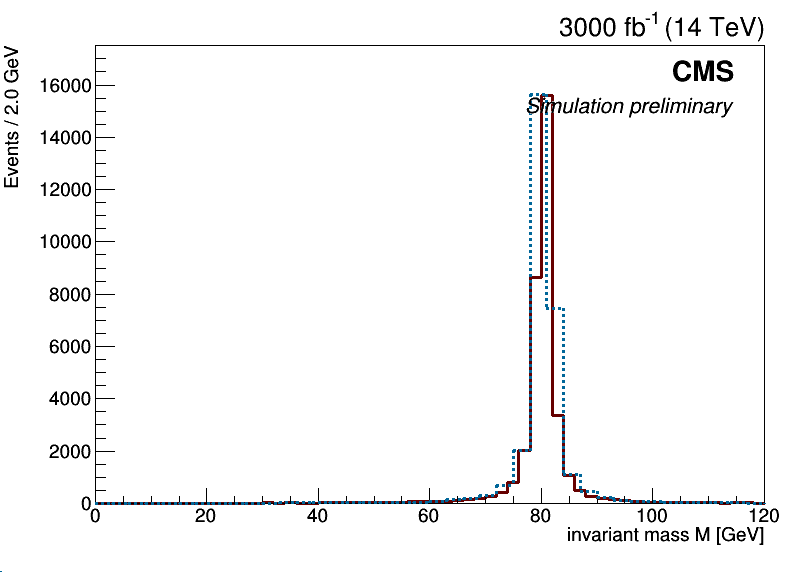 3000 fb-1 (14 TeV)
CMS
Simulation preliminary
Events / 2.0 GeV
16000
14000
12000
10000
8000
6000
4000
2000
0
0 20 40 60 80 100 120
invariant mass M [GeV]